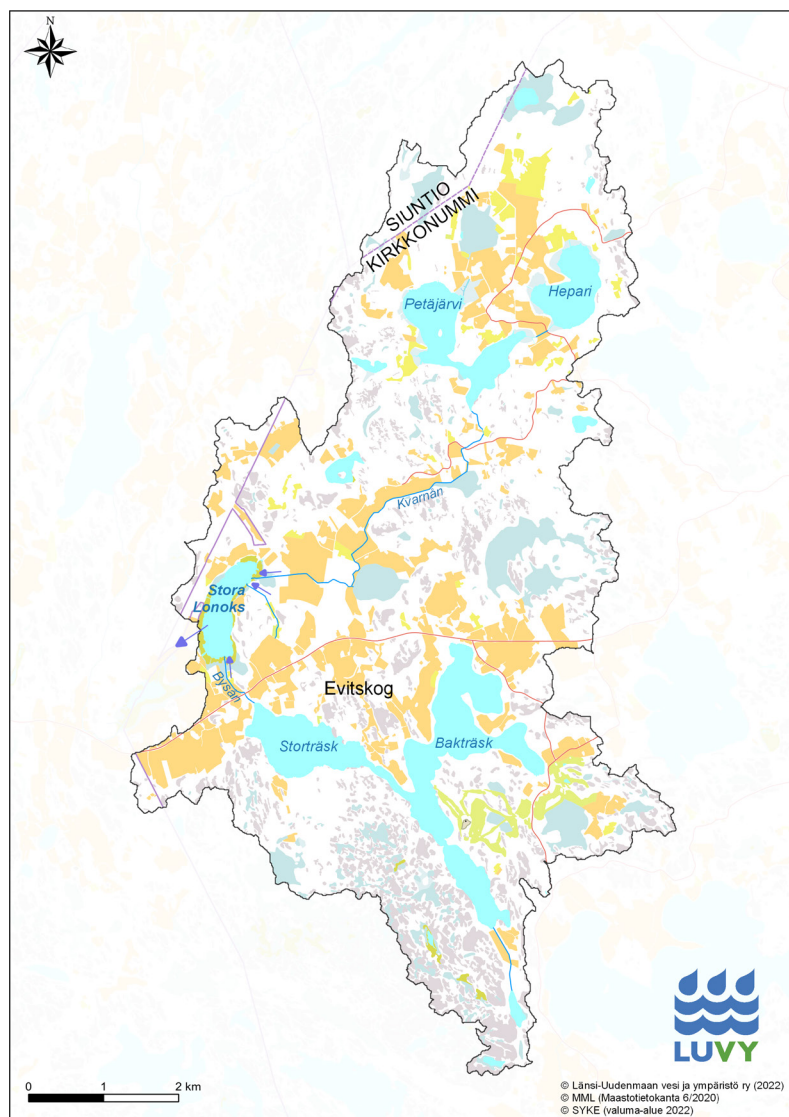 N
SIUNTIO
KIRKKONUMMI
Petäjärvi
Hepari
Kvarnån
Stora
Lonoks
Bysån
Evitskog
Storträsk
Bakträsk
LUVY
0 1 2 km
© Länsi-Uudenmaan vesi ja ympäristö ry (2022)
© MML (Maastotietokanta 6/2020)
© SYKE (valuma-alue 2022)